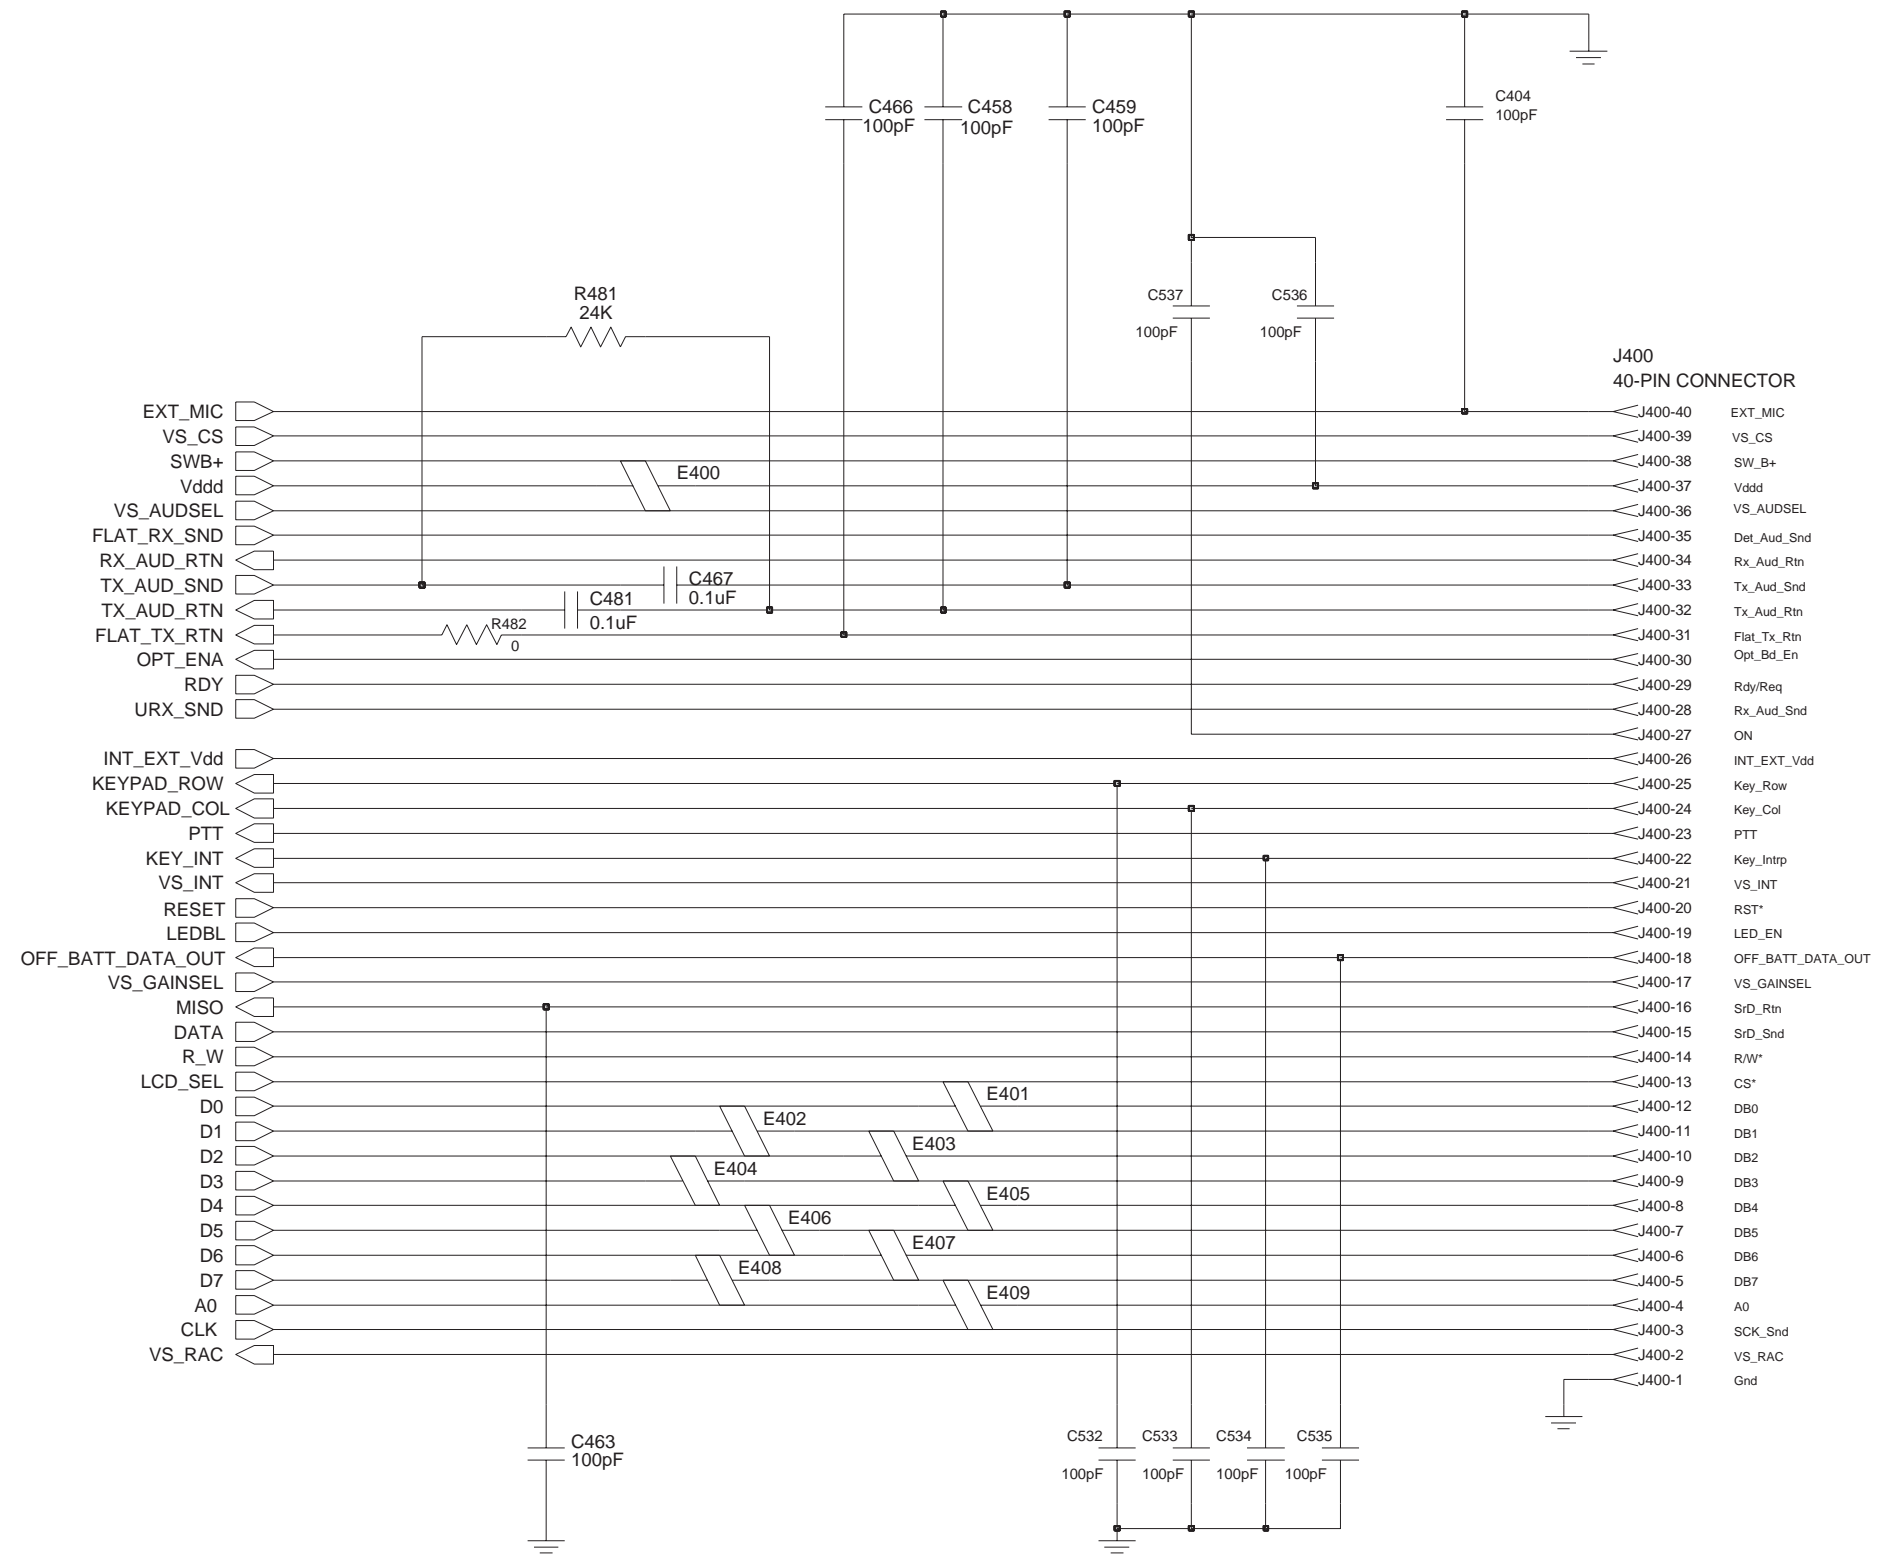 C466
100pF
C458
100pF
C459
100pF
C404
100pF
R481
24K
C537
100pF
C536
100pF
J400
40-PIN CONNECTOR
EXT_MIC J400-40 EXT_MIC
VS_CS J400-39 VS_CS
SWB+ J400-38 SW_B+
E400
Vddd J400-37 Vddd
VS_AUDSEL J400-36 VS_AUDSEL
FLAT_RX_SND J400-35 Det_Aud_Snd
RX_AUD_RTN J400-34 Rx_Aud_Rtn
TX_AUD_SND C467 J400-33 Tx_Aud_Snd
0.1uF
TX_AUD_RTN C481 J400-32 Tx_Aud_Rtn
0.1uF
FLAT_TX_RTN R482 J400-31 Flat_Tx_Rtn
0
OPT_ENA J400-30 Opt_Bd_En
RDY J400-29 Rdy/Req
URX_SND J400-28 Rx_Aud_Snd
J400-27 ON
INT_EXT_Vdd J400-26 INT_EXT_Vdd
KEYPAD_ROW J400-25 Key_Row
KEYPAD_COL J400-24 Key_Col
PTT J400-23 PTT
KEY_INT J400-22 Key_Intrp
VS_INT J400-21 VS_INT
RESET J400-20 RST*
LEDBL J400-19 LED_EN
OFF_BATT_DATA_OUT J400-18 OFF_BATT_DATA_OUT
VS_GAINSEL J400-17 VS_GAINSEL
MISO J400-16 SrD_Rtn
DATA J400-15 SrD_Snd
R_W J400-14 R/W*
LCD_SEL J400-13 CS*
E401
D0 J400-12 DB0
E402
D1 J400-11 DB1
E403
D2 J400-10 DB2
E404
D3 J400-9 DB3
E405
D4 J400-8 DB4
E406
D5 J400-7 DB5
E407
D6 J400-6 DB6
E408
D7 J400-5 DB7
E409
A0 J400-4 A0
CLK J400-3 SCK_Snd
VS_RAC J400-2 VS_RAC
J400-1 Gnd
C463
100pF
C532
100pF
C533
100pF
C534
100pF
C535
100pF